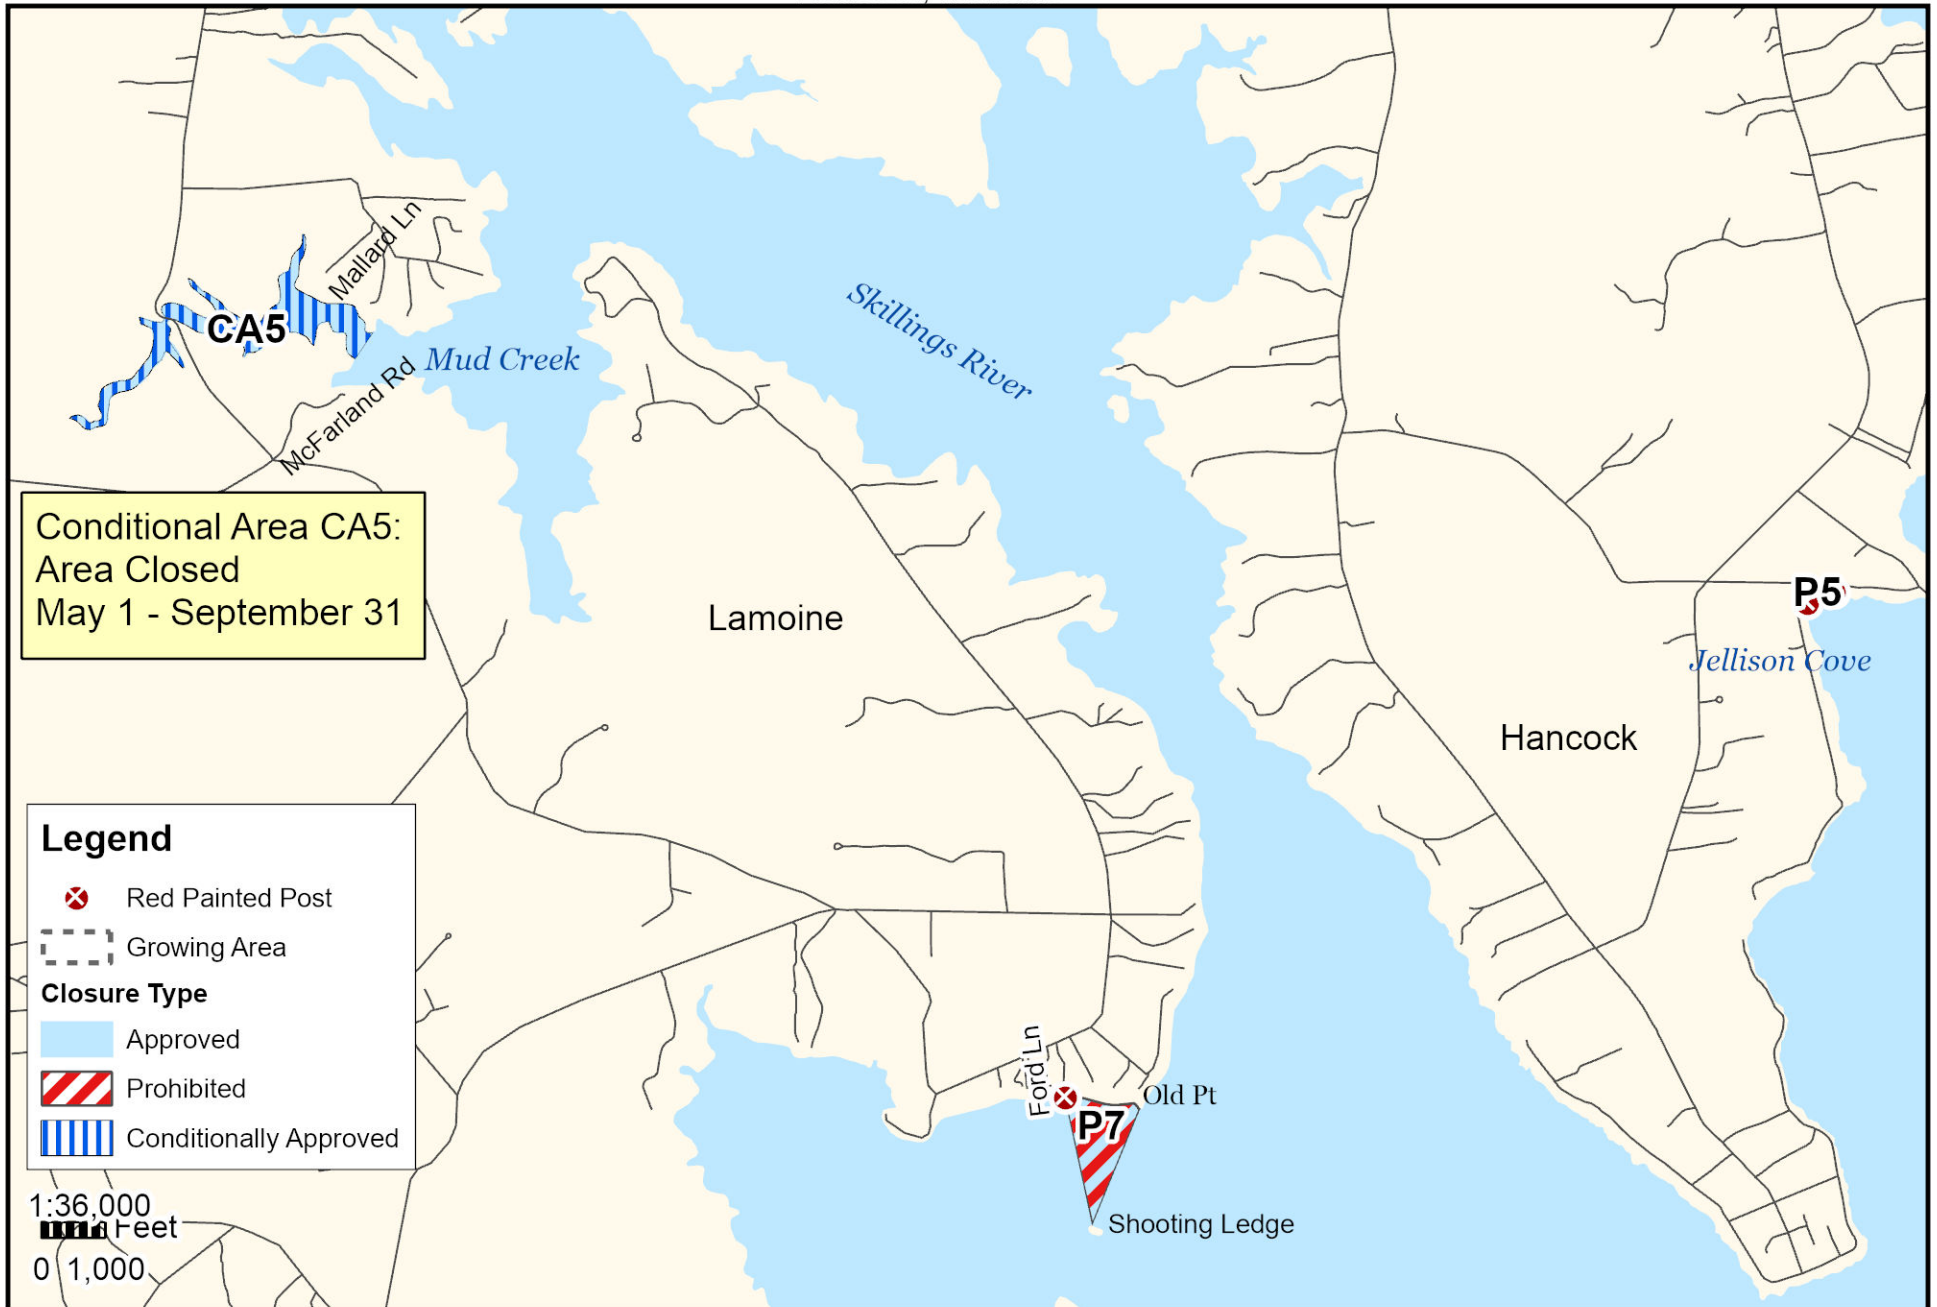 Mallard Ln
CA5
Mud Creek
McFarland Rd
Skillings River
Conditional Area CA5:
Area Closed
May 1 - September 31
Lamoine
P5
Jellison Cove
Hancock
Legend
Red Painted Post
Growing Area
Closure Type
Approved
Prohibited
Conditionally Approved
Ford Ln
Old Pt
P7
Shooting Ledge
1:36,000
Feet
0 1,000